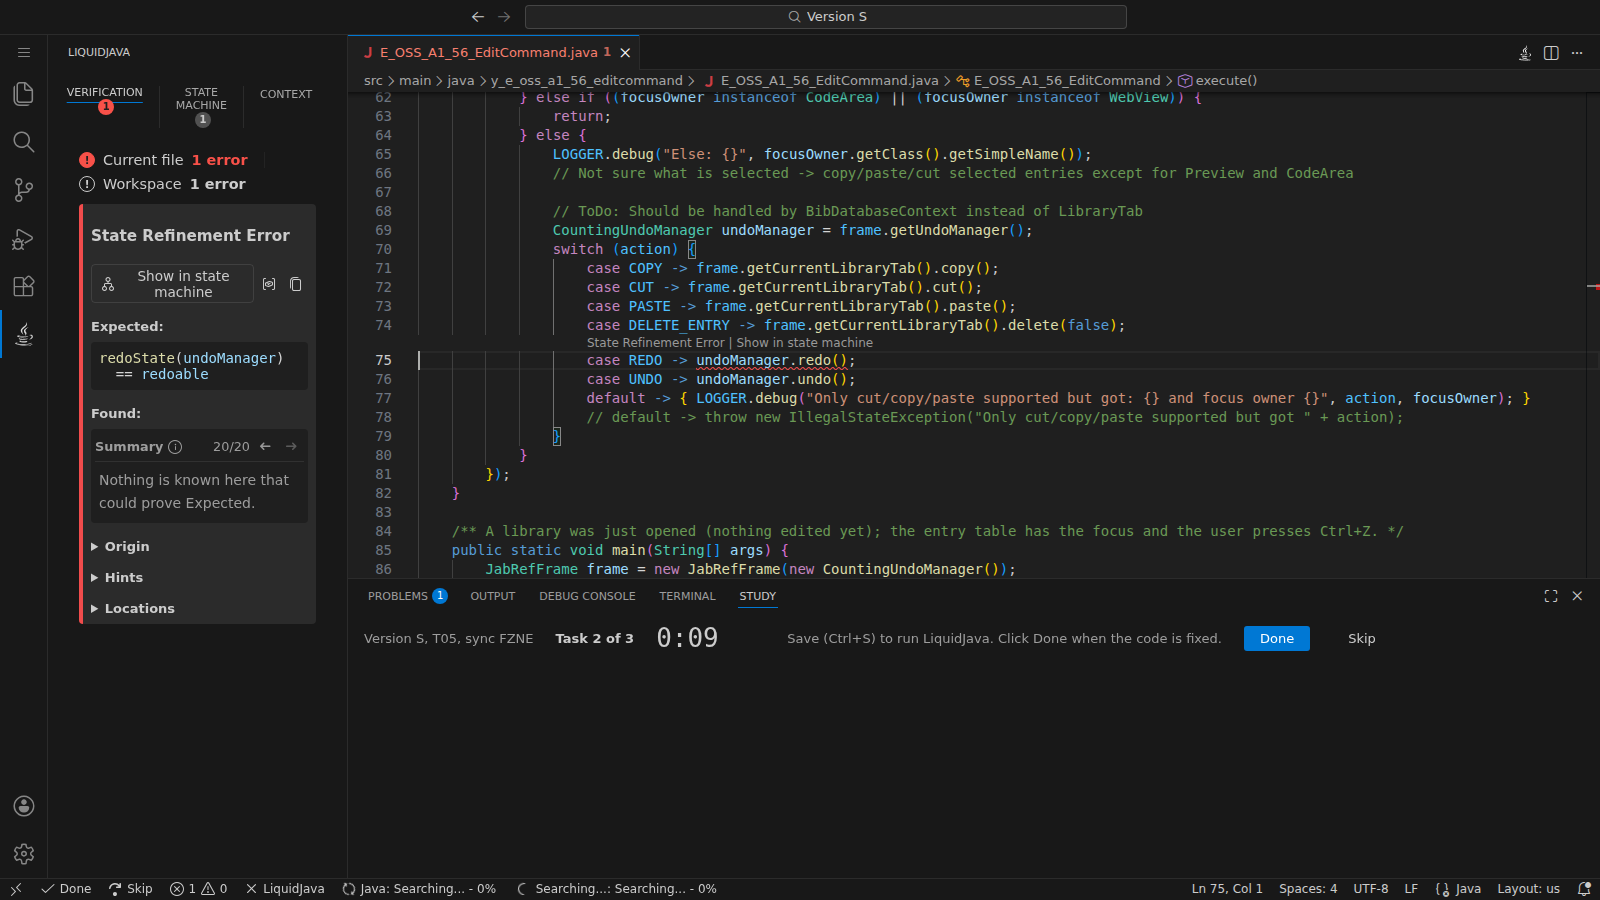 Version S
LIQUIDJAVA
VERIFICATION
1
STATE
MACHINE
1
CONTEXT
Current file 1 error
Workspace 1 error
State Refinement Error
Show in state
machine
Expected:
redoState(undoManager)
== redoable
Found:
Summary 20/20
Nothing is known here that
could prove Expected.
Origin
Hints
Locations
E_OSS_A1_56_EditCommand.java 1
src > main > java > y_e_oss_a1_56_editcommand > E_OSS_A1_56_EditCommand.java > E_OSS_A1_56_EditCommand > execute()
62 } else if ((focusOwner instanceof CodeArea) || (focusOwner instanceof WebView)) {
63 return;
64 } else {
65 LOGGER.debug("Else: {}", focusOwner.getClass().getSimpleName());
66 // Not sure what is selected -> copy/paste/cut selected entries except for Preview and CodeArea
67
68 // ToDo: Should be handled by BibDatabaseContext instead of LibraryTab
69 CountingUndoManager undoManager = frame.getUndoManager();
70 switch (action) {
71 case COPY -> frame.getCurrentLibraryTab().copy();
72 case CUT -> frame.getCurrentLibraryTab().cut();
73 case PASTE -> frame.getCurrentLibraryTab().paste();
74 case DELETE_ENTRY -> frame.getCurrentLibraryTab().delete(false);
State Refinement Error | Show in state machine
75 case REDO -> undoManager.redo();
76 case UNDO -> undoManager.undo();
77 default -> { LOGGER.debug("Only cut/copy/paste supported but got: {} and focus owner {}", action, focusOwner); }
78 // default -> throw new IllegalStateException("Only cut/copy/paste supported but got " + action);
79 }
80 }
81 });
82 }
83
84 /** A library was just opened (nothing edited yet); the entry table has the focus and the user presses Ctrl+Z. */
85 public static void main(String[] args) {
86 JabRefFrame frame = new JabRefFrame(new CountingUndoManager());
PROBLEMS 1 OUTPUT DEBUG CONSOLE TERMINAL STUDY
Version S, T05, sync FZNE Task 2 of 3 0:09 Save (Ctrl+S) to run LiquidJava. Click Done when the code is fixed. Done Skip
Done Skip 1 0 LiquidJava Java: Searching... - 0% Searching...: Searching... - 0% Ln 75, Col 1 Spaces: 4 UTF-8 LF Java Layout: us